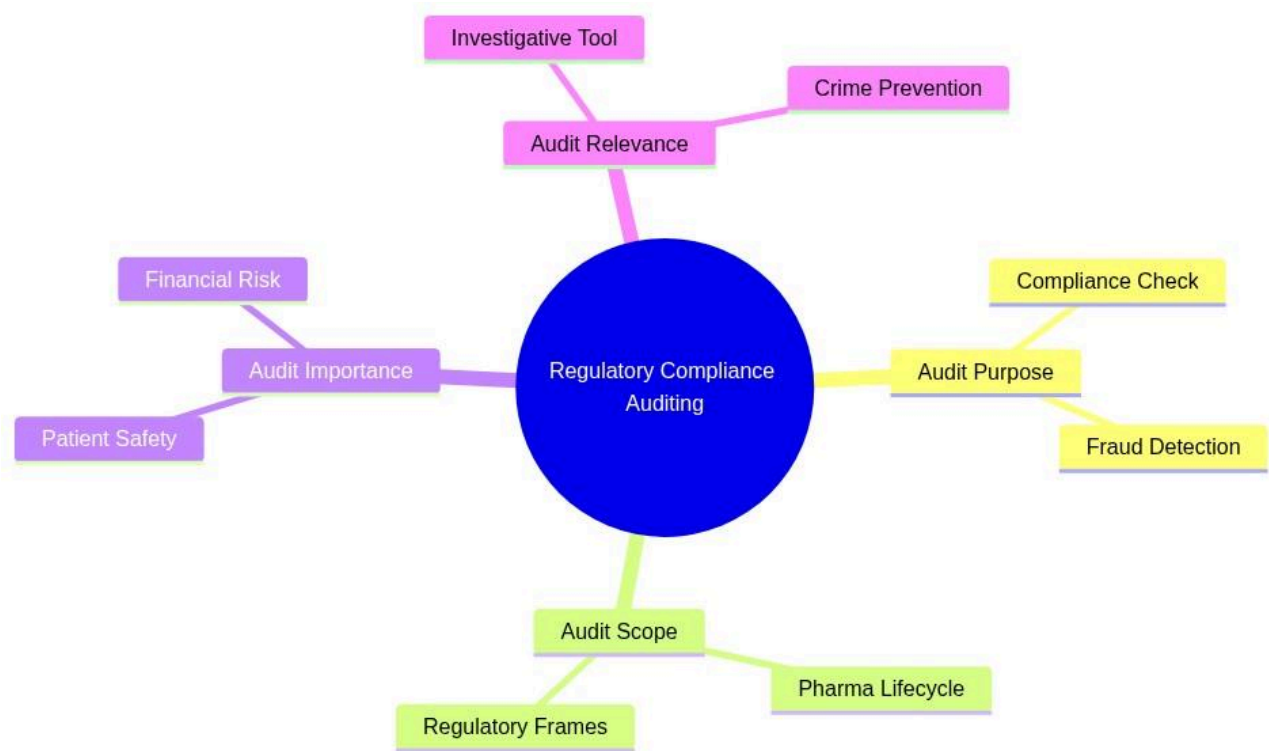 Investigative Tool
Crime Prevention
Audit Relevance
Financial Risk
Compliance Check
Audit Importance
Regulatory Compliance
Auditing
Audit Purpose
Patient Safety
Fraud Detection
Audit Scope
Pharma Lifecycle
Regulatory Frames